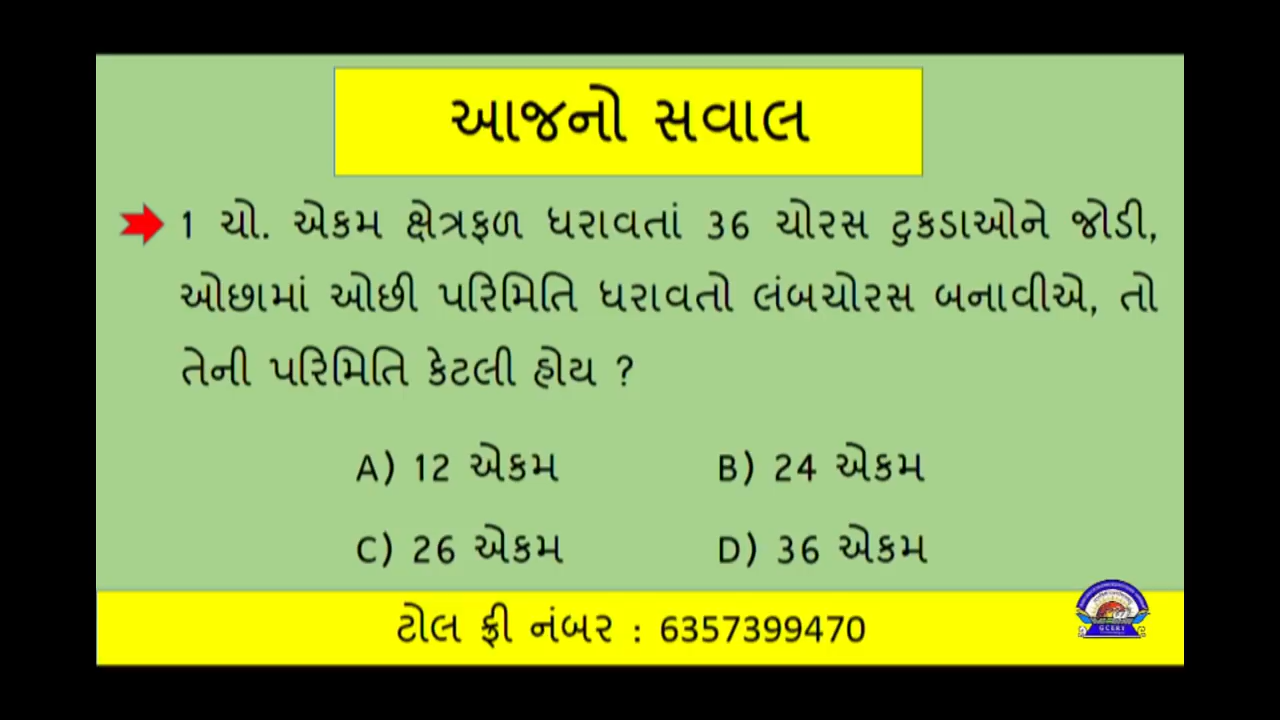 આજનો સવાલ
1 ચો. એકમ ક્ષેત્રફળ ધરાવતાં 36 ચોરસ ટુકડાઓને જોડી,
ઓછામાં ઓછી પરિમિતિ ધરાવતો લંબચોરસ બનાવીએ, તો
તેની પરિમિતિ કેટલી હોય ?
A) 12 એકમ B) 24 એકમ
C) 26 એકમ D) 36 એકમ
ટોલ ફ્રી નંબર : 6357399470
GCERT